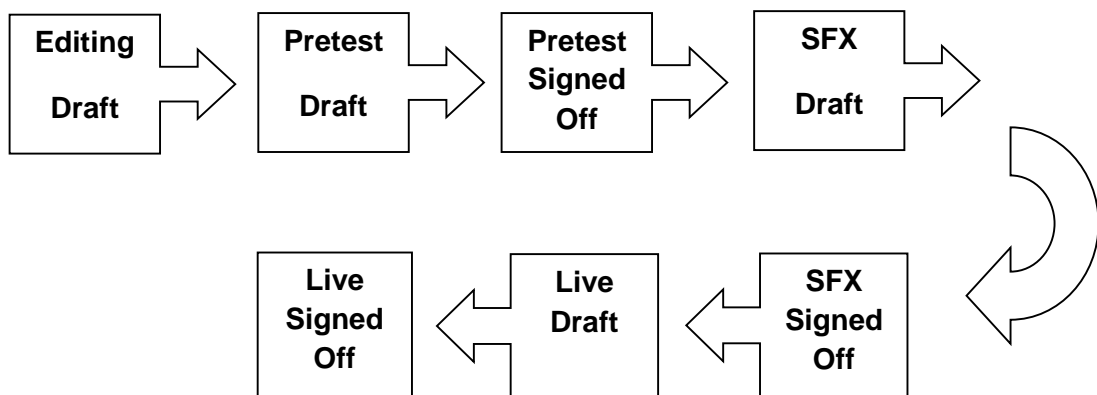 Editing
Draft
Pretest
Draft
Pretest
Signed
Off
SFX
Draft
SFX
Signed
Off
Live
Draft
Live
Signed
Off